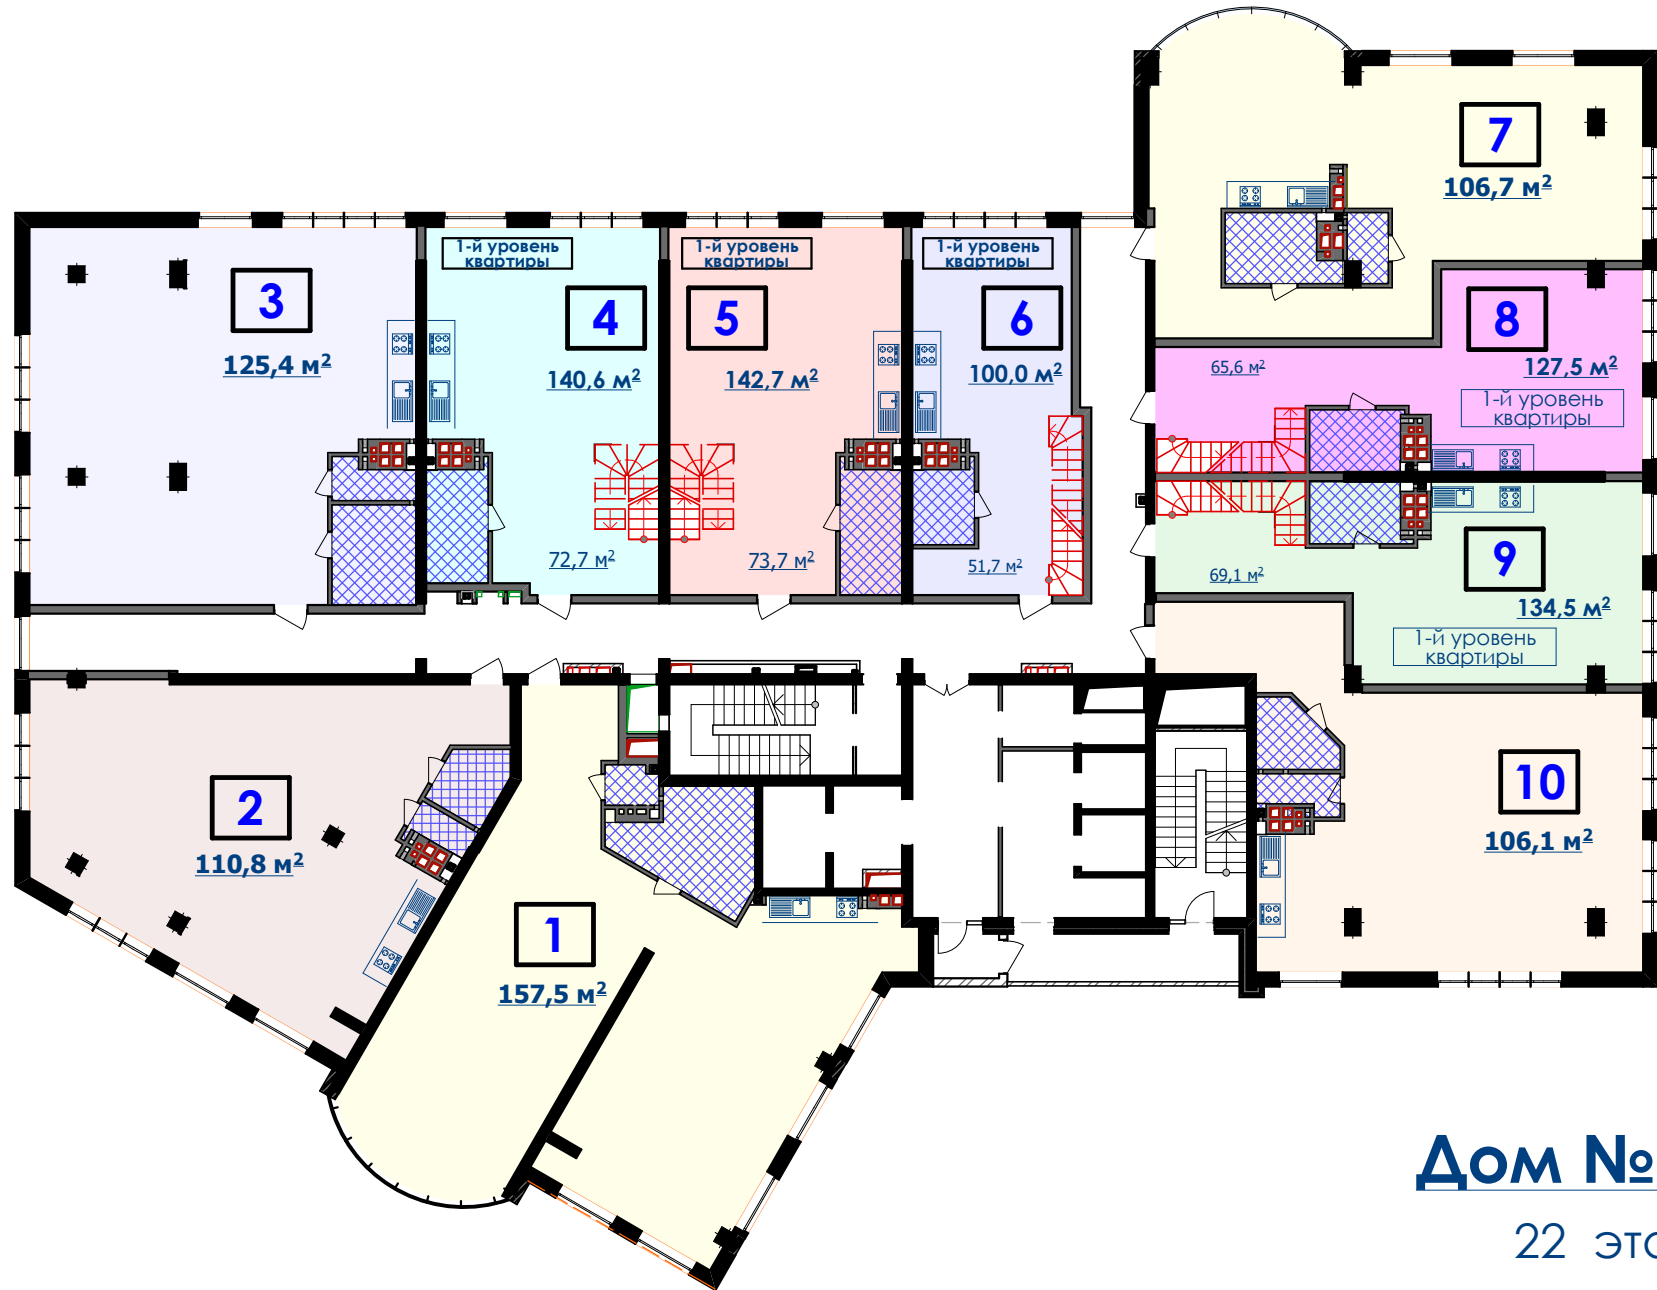 7
106,7 м²
1-й уровень
квартиры
3
125,4 м²
1-й уровень
квартиры
4
140,6 м²
72,7 м²
1-й уровень
квартиры
5
142,7 м²
73,7 м²
1-й уровень
квартиры
6
100,0 м²
51,7 м²
8
65,6 м²
127,5 м²
1-й уровень
квартиры
9
69,1 м²
134,5 м²
1-й уровень
квартиры
2
110,8 м²
1
157,5 м²
10
106,1 м²
Дом №
22 эт